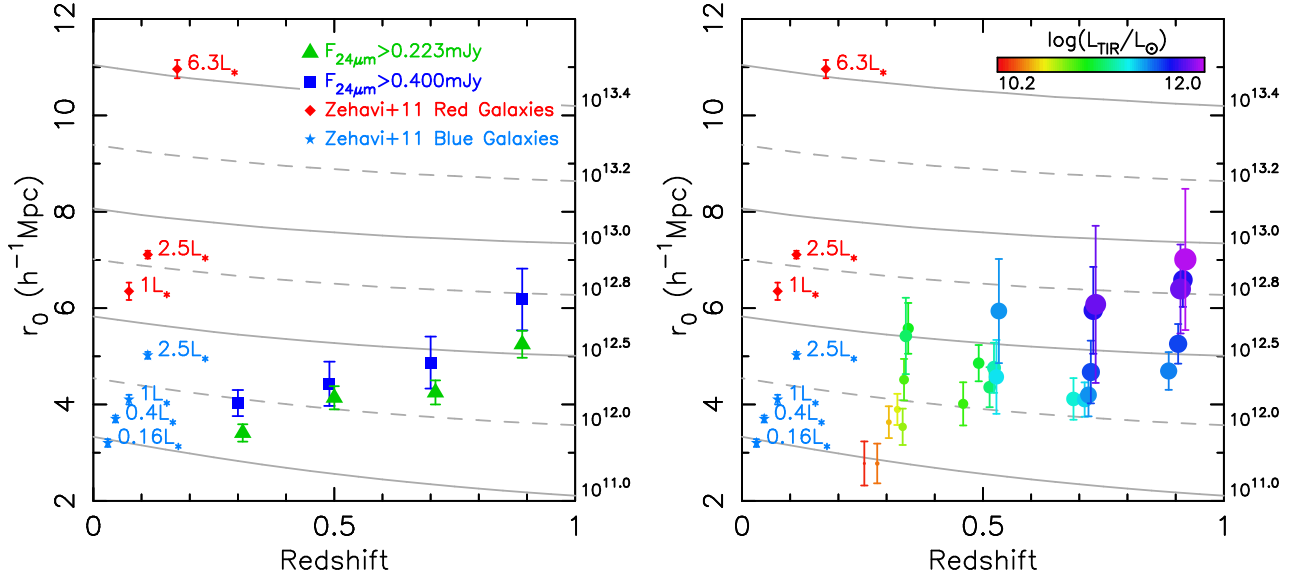 12
10
8
6
4
2
r₀ (h⁻¹Mpc)
F₂₄μm>0.223mJy
F₂₄μm>0.400mJy
Zehavi+11 Red Galaxies
Zehavi+11 Blue Galaxies
6.3L*
2.5L*
1L*
2.5L*
1L*
0.4L*
0.16L*
10^13.4
10^13.2
10^13.0
10^12.8
10^12.5
10^12.0
10^11.0
0 0.5 1
Redshift
12
10
8
6
4
2
r₀ (h⁻¹Mpc)
log(L_TIR/L_⊙)
10.2 12.0
6.3L*
2.5L*
1L*
2.5L*
1L*
0.4L*
0.16L*
10^13.4
10^13.2
10^13.0
10^12.8
10^12.5
10^12.0
10^11.0
0 0.5 1
Redshift